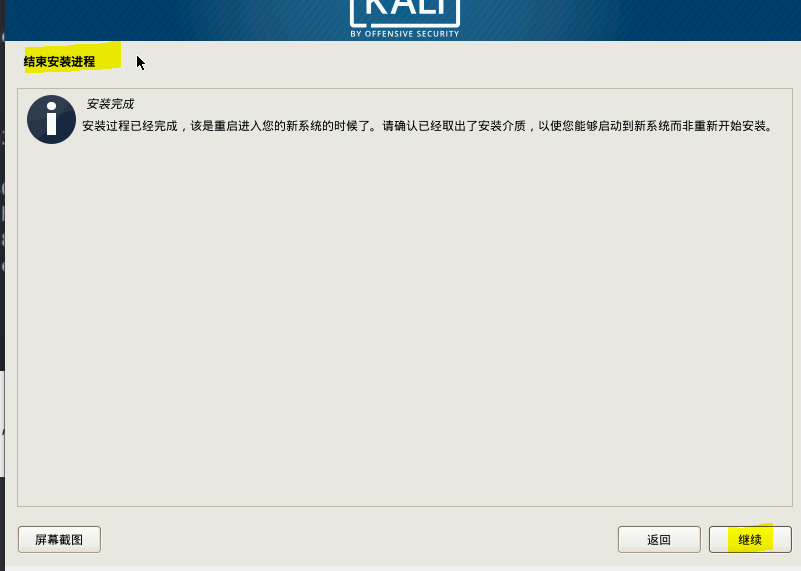 KALI
BY OFFENSIVE SECURITY
结束安装进程
安装完成
安装过程已经完成，该是重启进入您的新系统的时候了。请确认已经取出了安装介质，以使您能够启动到新系统而非重新开始安装。
屏幕截图
返回
继续